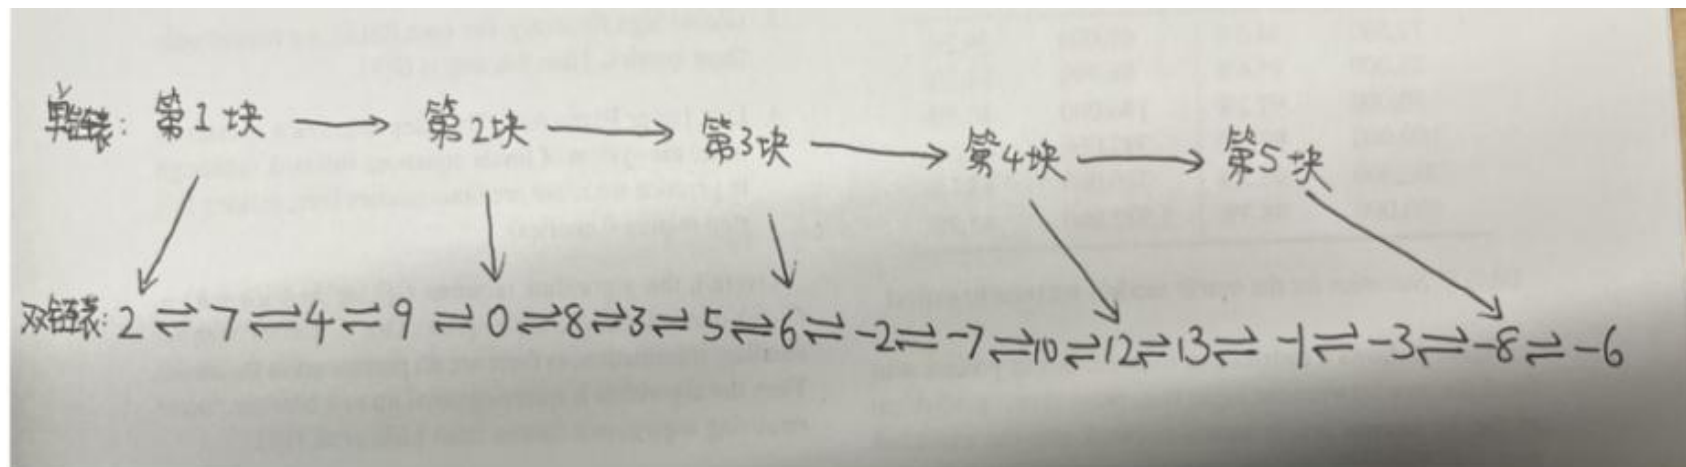 单链表: 第1块 → 第2块 → 第3块 → 第4块 → 第5块
双链表: 2 ⇌ 7 ⇌ 4 ⇌ 9 ⇌ 0 ⇌ 8 ⇌ 3 ⇌ 5 ⇌ 6 ⇌ -2 ⇌ -7 ⇌ 10 ⇌ 12 ⇌ 13 ⇌ -1 ⇌ -3 ⇌ -8 ⇌ -6